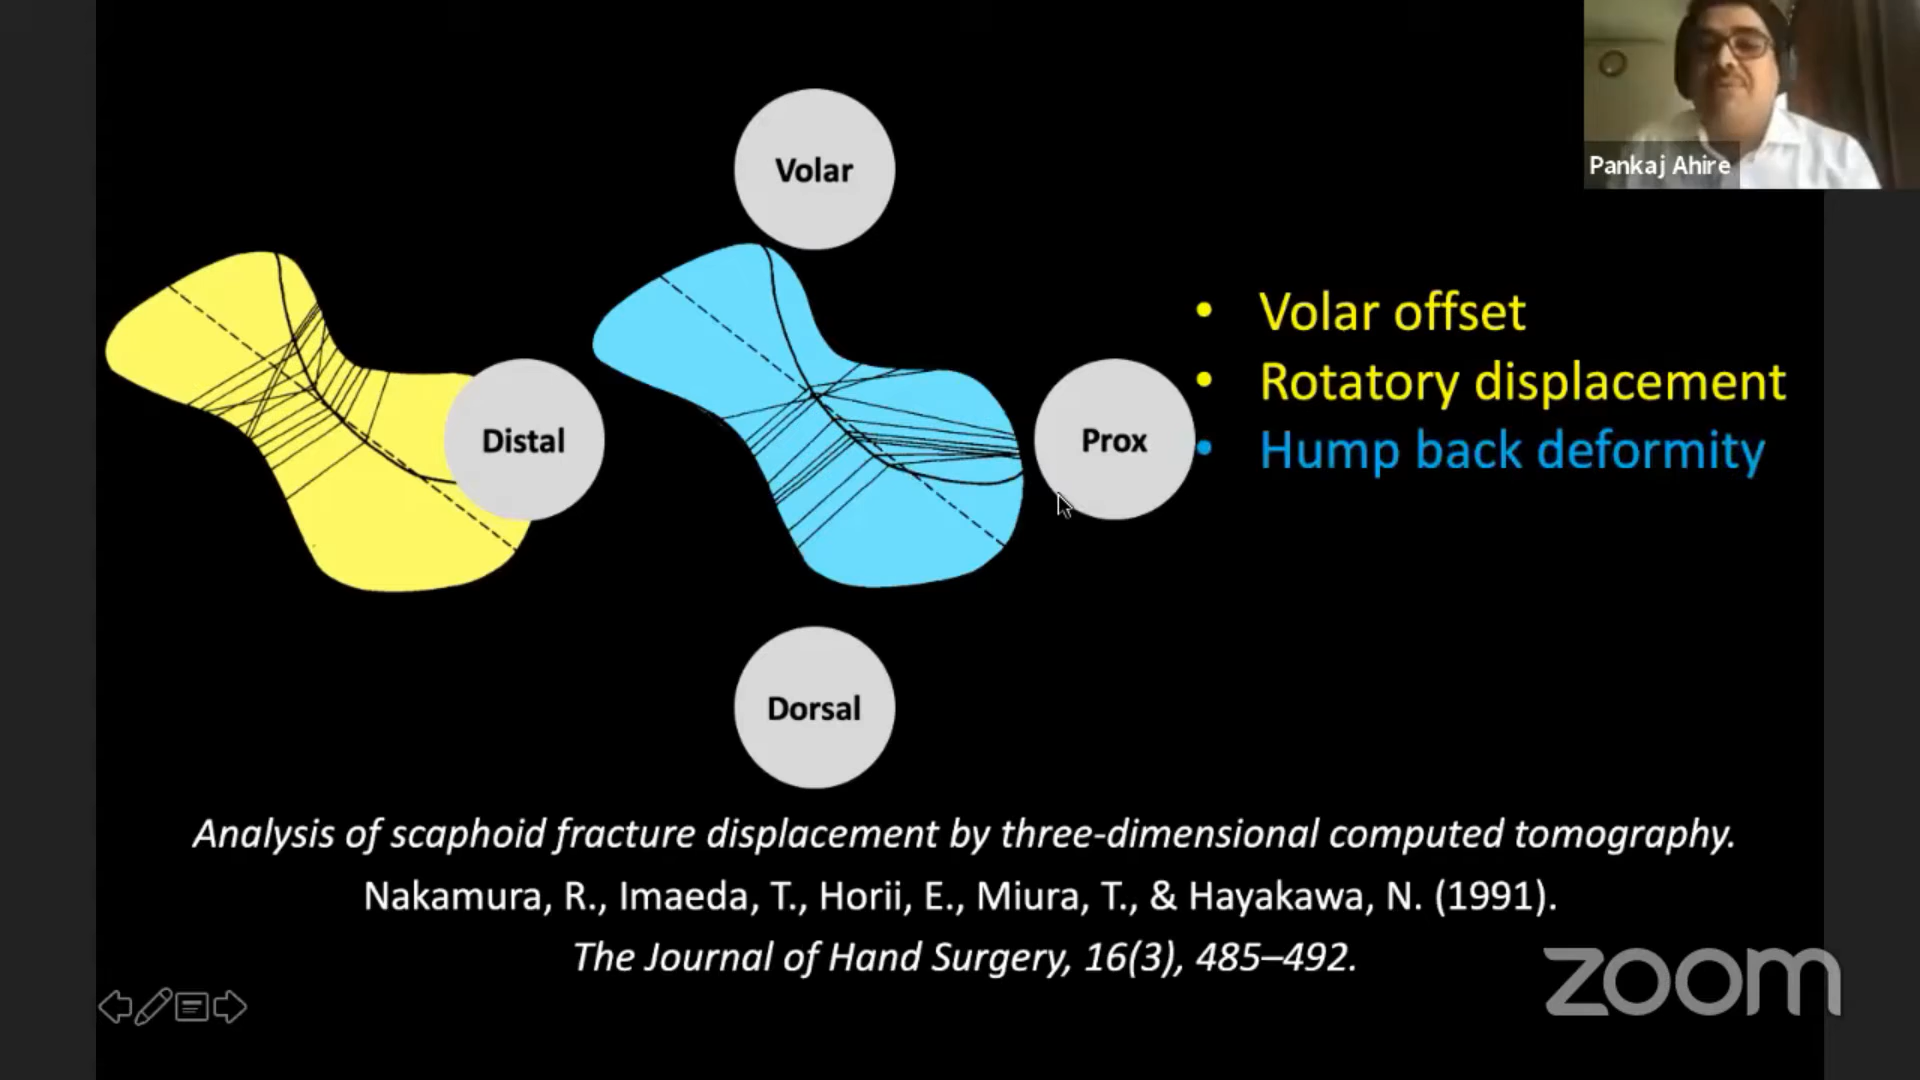 Pankaj Ahire
Volar
Distal
Prox
Dorsal
• Volar offset
• Rotatory displacement
• Hump back deformity
Analysis of scaphoid fracture displacement by three-dimensional computed tomography.
Nakamura, R., Imaeda, T., Horii, E., Miura, T., & Hayakawa, N. (1991).
The Journal of Hand Surgery, 16(3), 485–492.
zoom